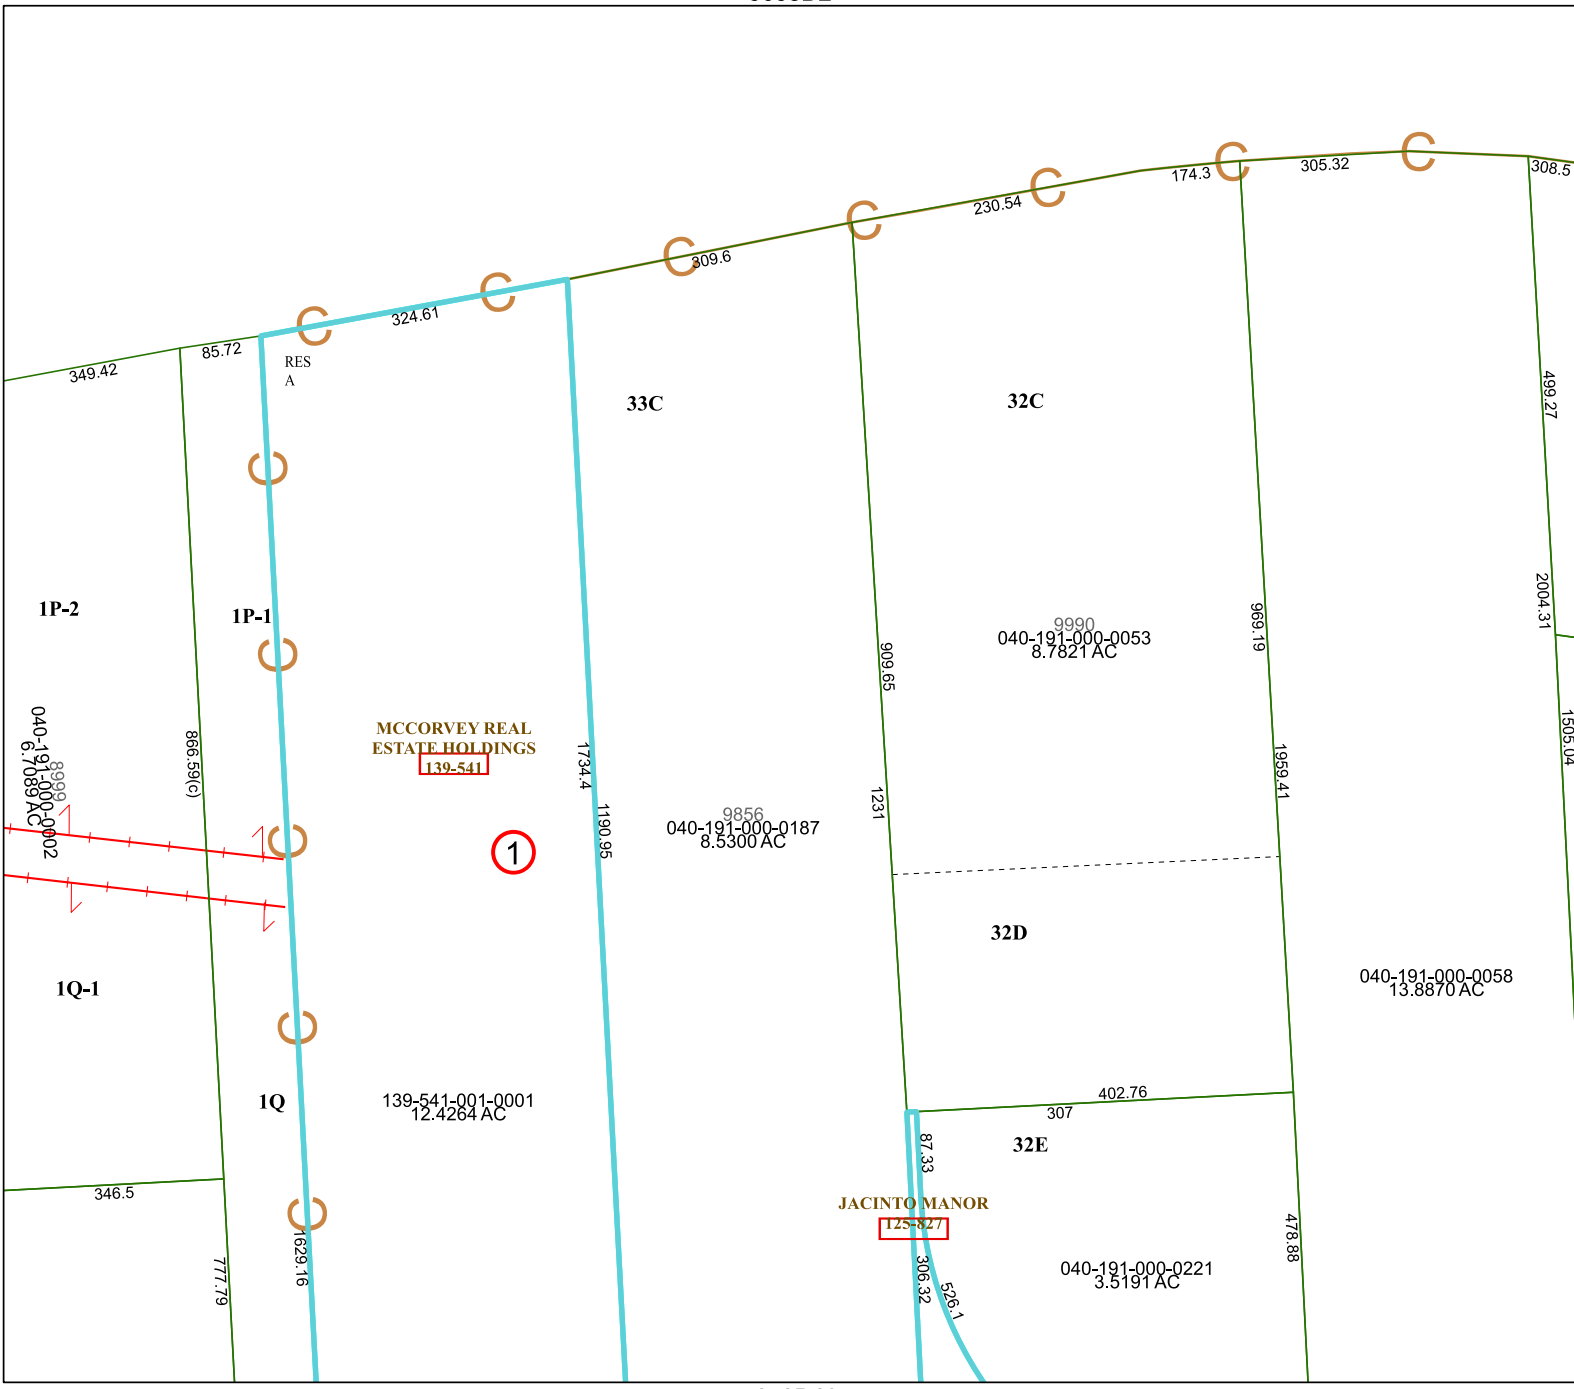 174.3
305.32
308.5
230.54
309.6
324.61
85.72
349.42
RES
A
33C
32C
499.27
1P-2
1P-1
9990
040-191-000-0053
8.7821 AC
969.19
2004.31
909.65
MCCORVEY REAL
ESTATE HOLDINGS
139-541
866.59(c)
1734.4
1959.41
1505.04
8999
040-191-000-0002
6.7089 AC
1
1190.95
9856
040-191-000-0187
8.5300 AC
1231
32D
1Q-1
040-191-000-0058
13.8870 AC
1Q
139-541-001-0001
12.4264 AC
402.76
307
87.33
32E
346.5
JACINTO MANOR
125-827
1629.16
777.79
306.32
526.1
478.88
040-191-000-0221
3.5191 AC
C
C
C
C
C
C
C
C
C
C
C
C